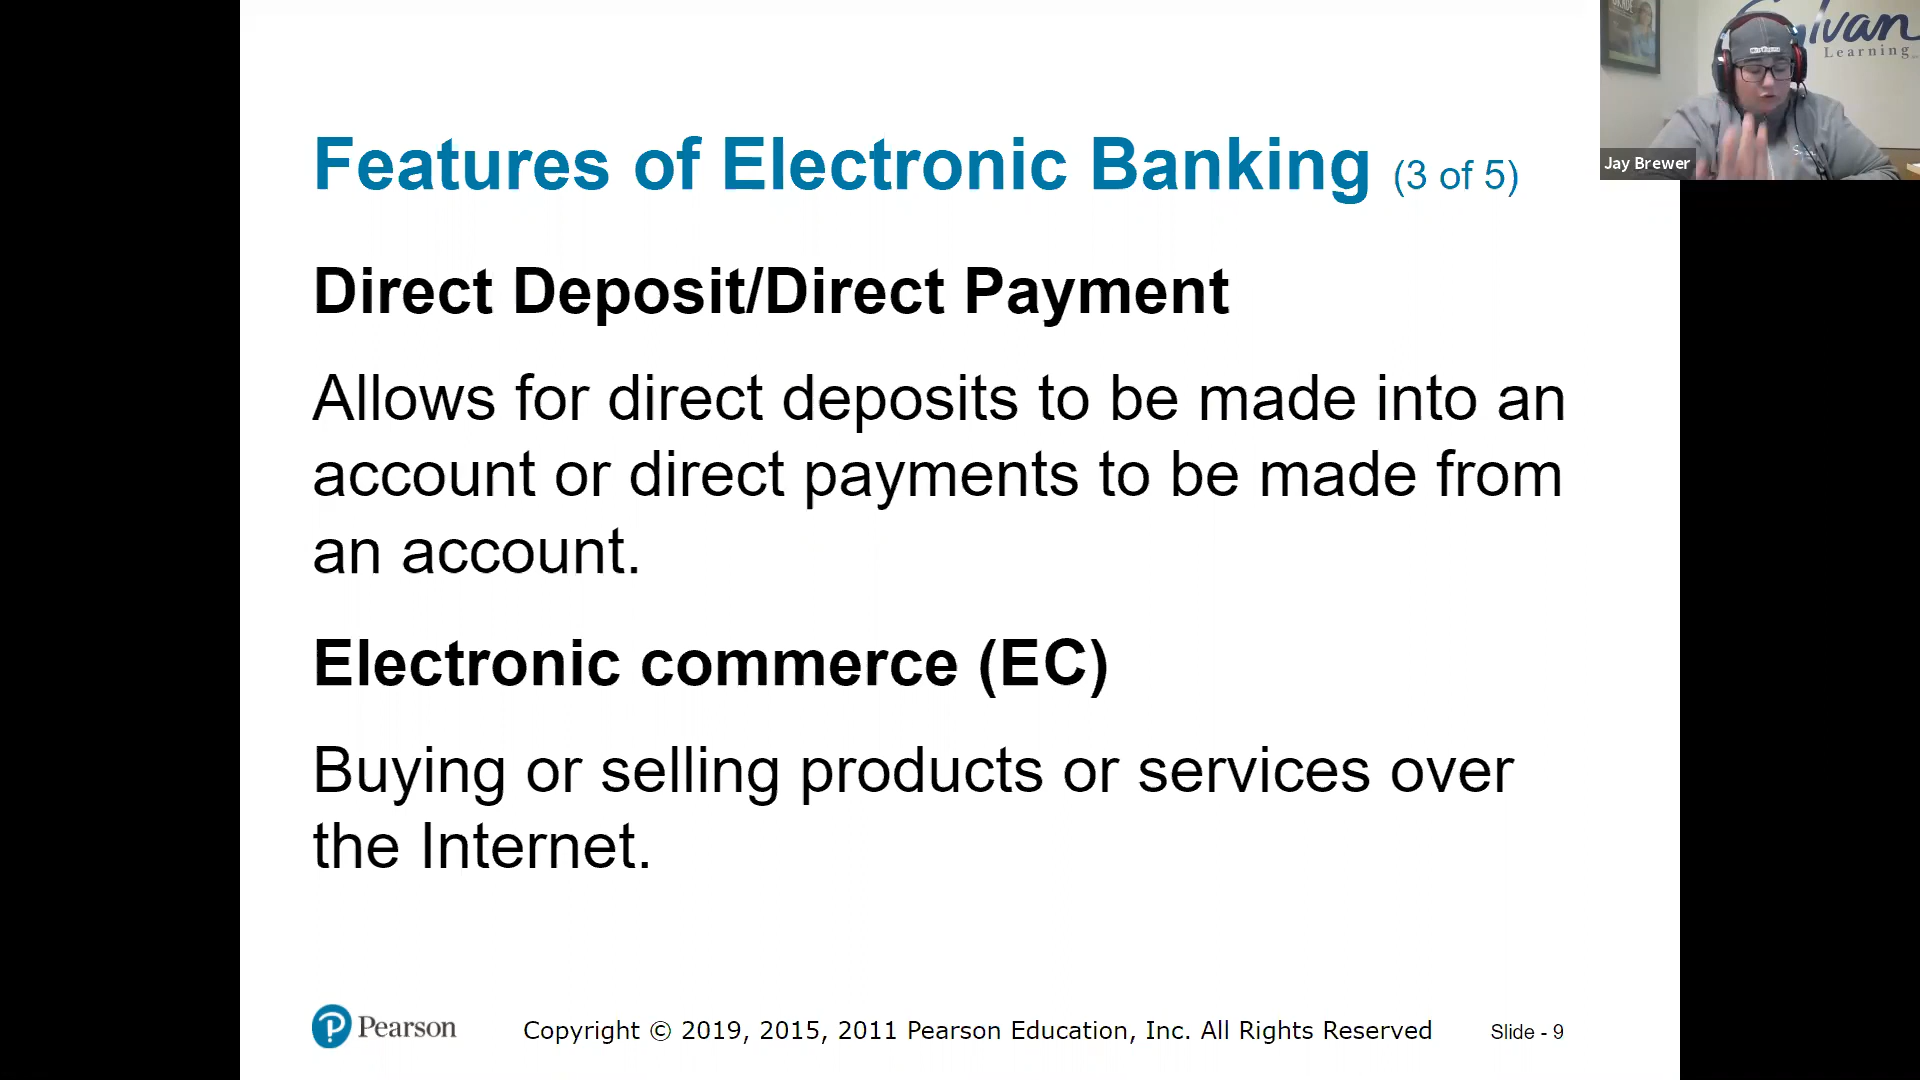 Features of Electronic Banking (3 of 5)
Direct Deposit/Direct Payment
Allows for direct deposits to be made into an
account or direct payments to be made from
an account.
Electronic commerce (EC)
Buying or selling products or services over
the Internet.
Pearson
Copyright © 2019, 2015, 2011 Pearson Education, Inc. All Rights Reserved
Slide - 9
Sylvan
Learning
Jay Brewer